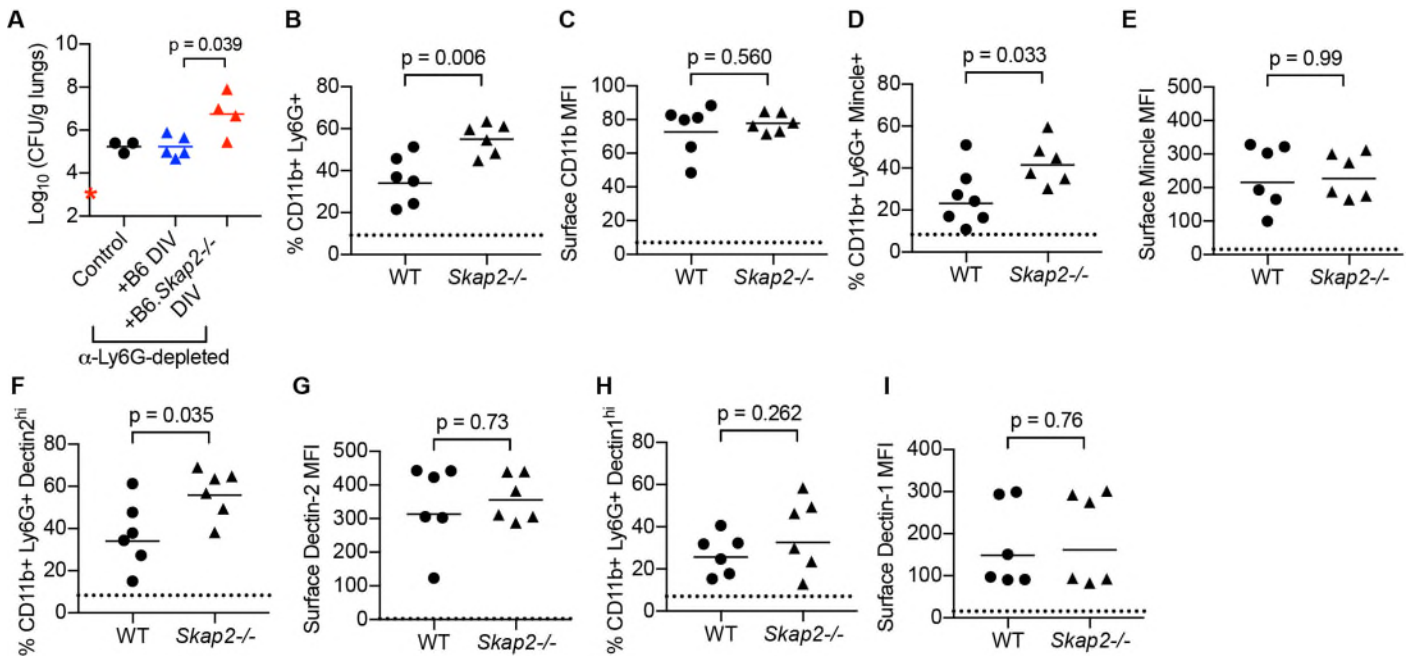 A
Log10 (CFU/g lungs)
10
8
6
4
2
p = 0.039
*
Control
+B6 DIV
+B6.Skap2-/- DIV
α-Ly6G-depleted
B
% CD11b+ Ly6G+
80
60
40
20
0
p = 0.006
WT Skap2-/-
C
Surface CD11b MFI
100
80
60
40
20
0
p = 0.560
WT Skap2-/-
D
% CD11b+ Ly6G+ Mincle+
80
60
40
20
0
p = 0.033
WT Skap2-/-
E
Surface Mincle MFI
500
400
300
200
100
0
p = 0.99
WT Skap2-/-
F
% CD11b+ Ly6G+ Dectin2hi
80
60
40
20
0
p = 0.035
WT Skap2-/-
G
Surface Dectin-2 MFI
500
400
300
200
100
0
p = 0.73
WT Skap2-/-
H
% CD11b+ Ly6G+ Dectin1hi
80
60
40
20
0
p = 0.262
WT Skap2-/-
I
Surface Dectin-1 MFI
400
300
200
100
0
p = 0.76
WT Skap2-/-